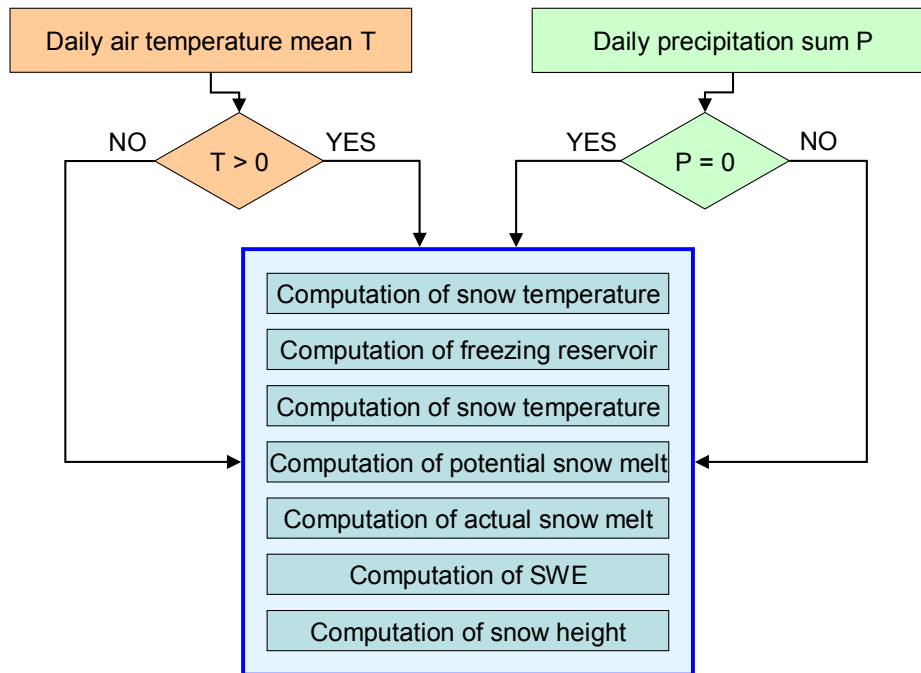 Daily air temperature mean T
Daily precipitation sum P
NO
T > 0
YES
YES
P = 0
NO
Computation of snow temperature
Computation of freezing reservoir
Computation of snow temperature
Computation of potential snow melt
Computation of actual snow melt
Computation of SWE
Computation of snow height